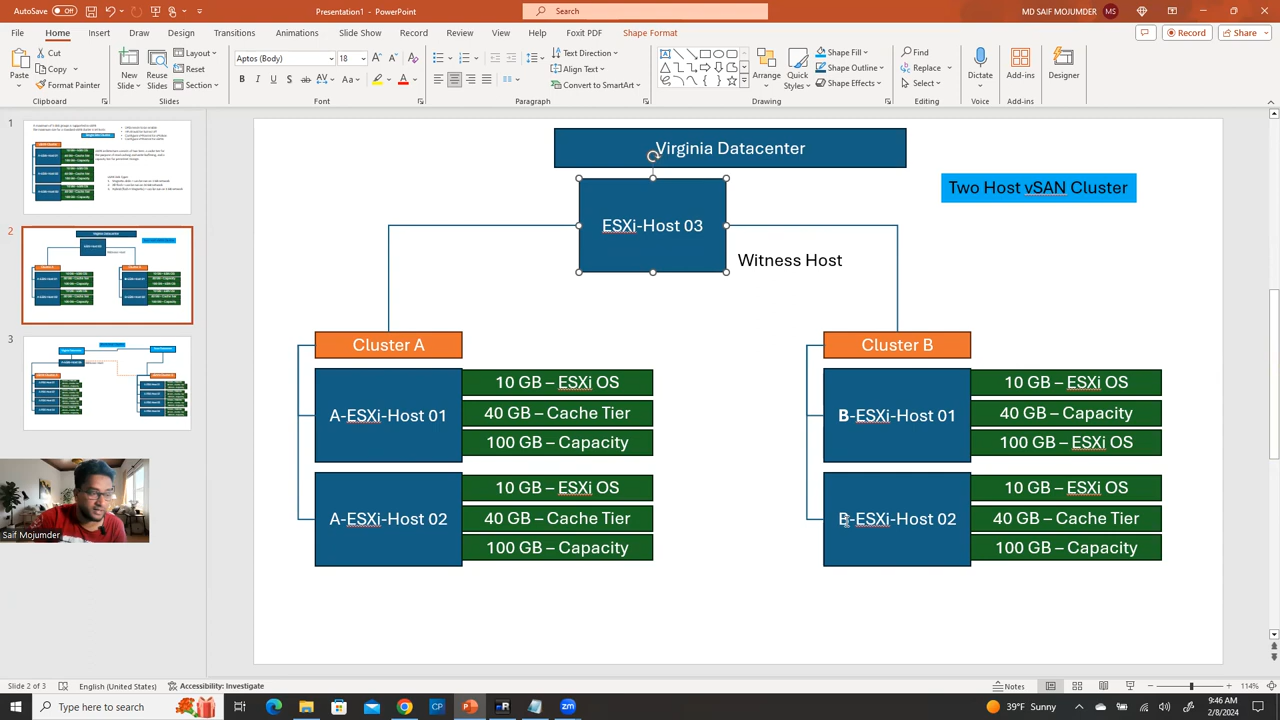 AutoSave Off
Presentation1 - PowerPoint
Search
MD SAIF MOJUMDER
MS
File Home Insert Draw Design Transitions Animations Slide Show Record Review View Help Foxit PDF Shape Format
Record
Share
Paste
Cut
Copy
Format Painter
Clipboard
New Slide
Reuse Slides
Layout
Reset
Section
Slides
Aptos (Body)
18
Font
Text Direction
Align Text
Convert to SmartArt
Paragraph
Arrange
Quick Styles
Shape Fill
Shape Outline
Shape Effects
Drawing
Find
Replace
Select
Editing
Dictate
Voice
Add-ins
Add-ins
Designer
1
2
3
Virginia Datacenter
Two Host vSAN Cluster
ESXi-Host 03
Witness Host
Cluster A
A-ESXi-Host 01
10 GB – ESXi OS
40 GB – Cache Tier
100 GB – Capacity
A-ESXi-Host 02
10 GB – ESXi OS
40 GB – Cache Tier
100 GB – Capacity
Cluster B
B-ESXi-Host 01
10 GB – ESXi OS
40 GB – Capacity
100 GB – ESXi OS
B-ESXi-Host 02
10 GB – ESXi OS
40 GB – Cache Tier
100 GB – Capacity
Saif Mojumder
Slide 2 of 3
English (United States)
Accessibility: Investigate
Notes
114%
Type here to search
39°F Sunny
9:46 AM
2/8/2024